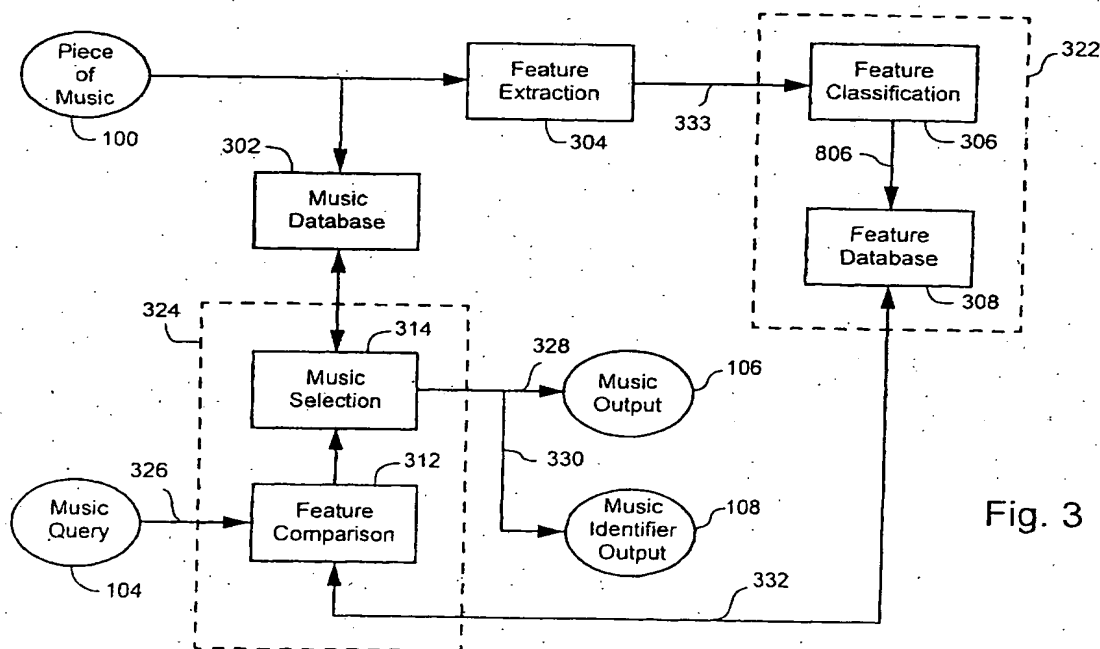 Piece
of
Music
100
302
Music
Database
Feature
Extraction
304
333
Feature
Classification
306
322
806
Feature
Database
308
324
314
Music
Selection
328
Music
Output
106
330
312
326
Music
Query
104
Feature
Comparison
Music
Identifier
Output
108
332
Fig. 3